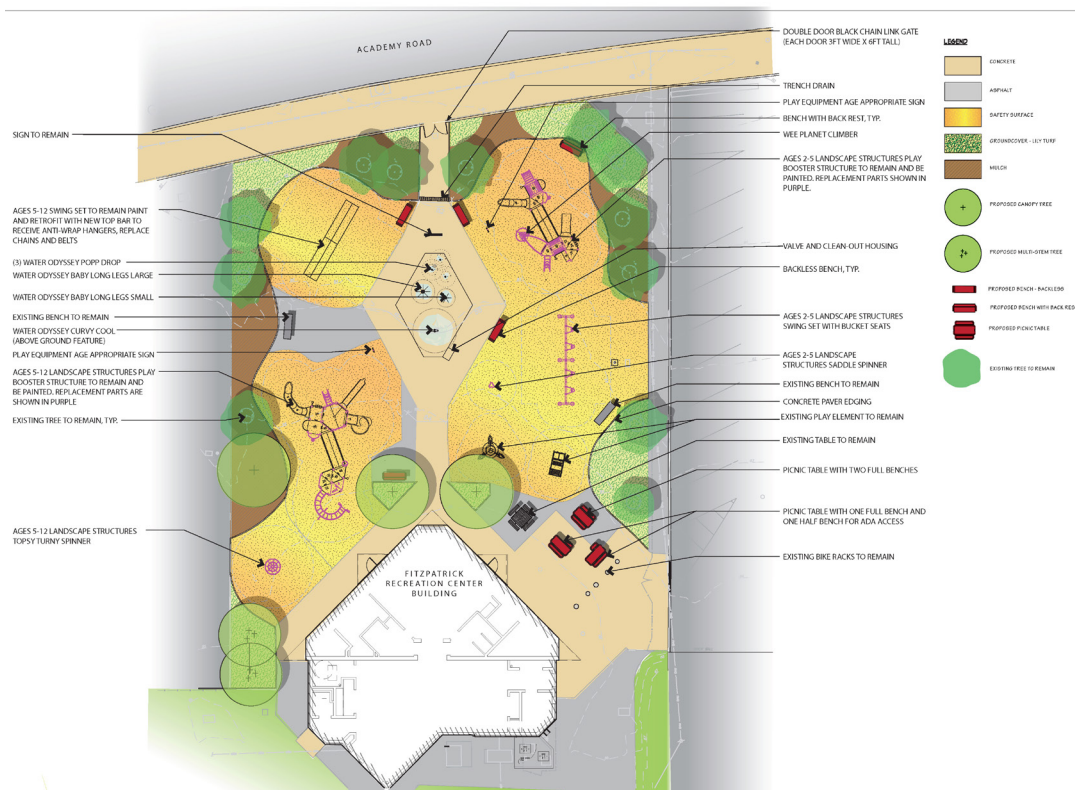 ACADEMY ROAD
SIGN TO REMAIN
AGES 5-12 SWING SET TO REMAIN PAINT
AND RETROFIT WITH NEW TOP BAR TO
RECEIVE ANTI-WRAP HANGERS, REPLACE
CHAINS AND BELTS
(3) WATER ODYSSEY POPP DROP
WATER ODYSSEY BABY LONG LEGS LARGE
WATER ODYSSEY BABY LONG LEGS SMALL
EXISTING BENCH TO REMAIN
WATER ODYSSEY CURVY COOL
(ABOVE GROUND FEATURE)
PLAY EQUIPMENT AGE APPROPRIATE SIGN
AGES 5-12 LANDSCAPE STRUCTURES PLAY
BOOSTER STRUCTURE TO REMAIN AND
BE PAINTED. REPLACEMENT PARTS ARE
SHOWN IN PURPLE
EXISTING TREE TO REMAIN, TYP.
AGES 5-12 LANDSCAPE STRUCTURES
TOPSY TURNY SPINNER
FITZPATRICK
RECREATION CENTER
BUILDING
DOUBLE DOOR BLACK CHAIN LINK GATE
(EACH DOOR 3FT WIDE X 6FT TALL)
TRENCH DRAIN
PLAY EQUIPMENT AGE APPROPRIATE SIGN
BENCH WITH BACK REST, TYP.
WEE PLANET CLIMBER
AGES 2-5 LANDSCAPE STRUCTURES PLAY
BOOSTER STRUCTURE TO REMAIN AND BE
PAINTED. REPLACEMENT PARTS SHOWN IN
PURPLE.
VALVE AND CLEAN-OUT HOUSING
BACKLESS BENCH, TYP.
AGES 2-5 LANDSCAPE STRUCTURES
SWING SET WITH BUCKET SEATS
AGES 2-5 LANDSCAPE
STRUCTURES SADDLE SPINNER
EXISTING BENCH TO REMAIN
CONCRETE PAVER EDGING
EXISTING PLAY ELEMENT TO REMAIN
EXISTING TABLE TO REMAIN
PICNIC TABLE WITH TWO FULL BENCHES
PICNIC TABLE WITH ONE FULL BENCH AND
ONE HALF BENCH FOR ADA ACCESS
EXISTING BIKE RACKS TO REMAIN
LEGEND
CONCRETE
ASPHALT
SAFETY SURFACE
GROUNDCOVER - LILY TURF
MULCH
PROPOSED CANOPY TREE
PROPOSED MULTI-STEM TREE
PROPOSED BENCH - BACKLESS
PROPOSED BENCH WITH BACK RES
PROPOSED PICNIC TABLE
EXISTING TREE TO REMAIN